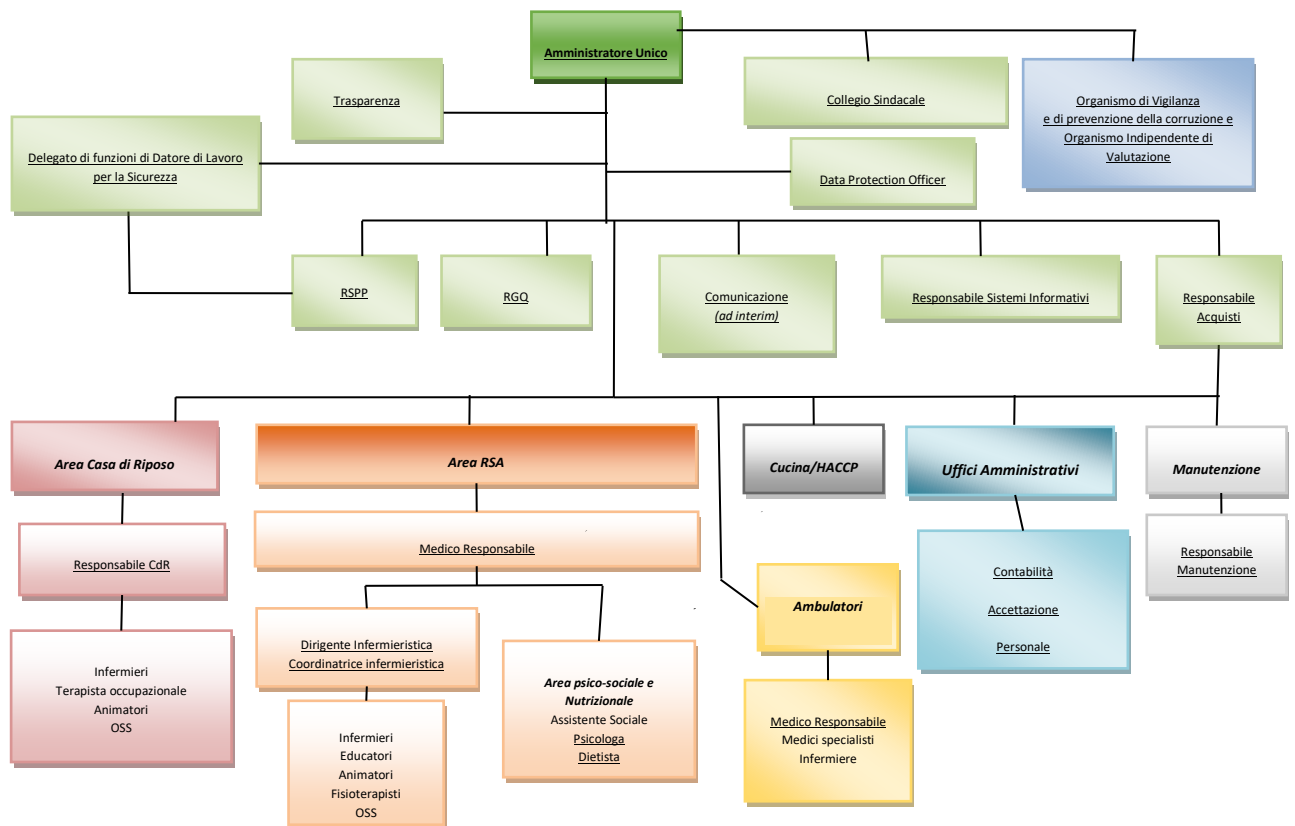 Amministratore Unico
Trasparenza
Collegio Sindacale
Organismo di Vigilanza
e di prevenzione della corruzione e
Organismo Indipendente di
Valutazione
Delegato di funzioni di Datore di Lavoro
per la Sicurezza
Data Protection Officer
RSPP
RGQ
Comunicazione
(ad interim)
Responsabile Sistemi Informativi
Responsabile
Acquisti
Area Casa di Riposo
Area RSA
Cucina/HACCP
Uffici Amministrativi
Manutenzione
Responsabile CdR
Medico Responsabile
Contabilità
Accettazione
Personale
Responsabile
Manutenzione
Ambulatori
Infermieri
Terapista occupazionale
Animatori
OSS
Dirigente Infermieristica
Coordinatrice infermieristica
Area psico-sociale e
Nutrizionale
Assistente Sociale
Psicologa
Dietista
Infermieri
Educatori
Animatori
Fisioterapisti
OSS
Medico Responsabile
Medici specialisti
Infermiere